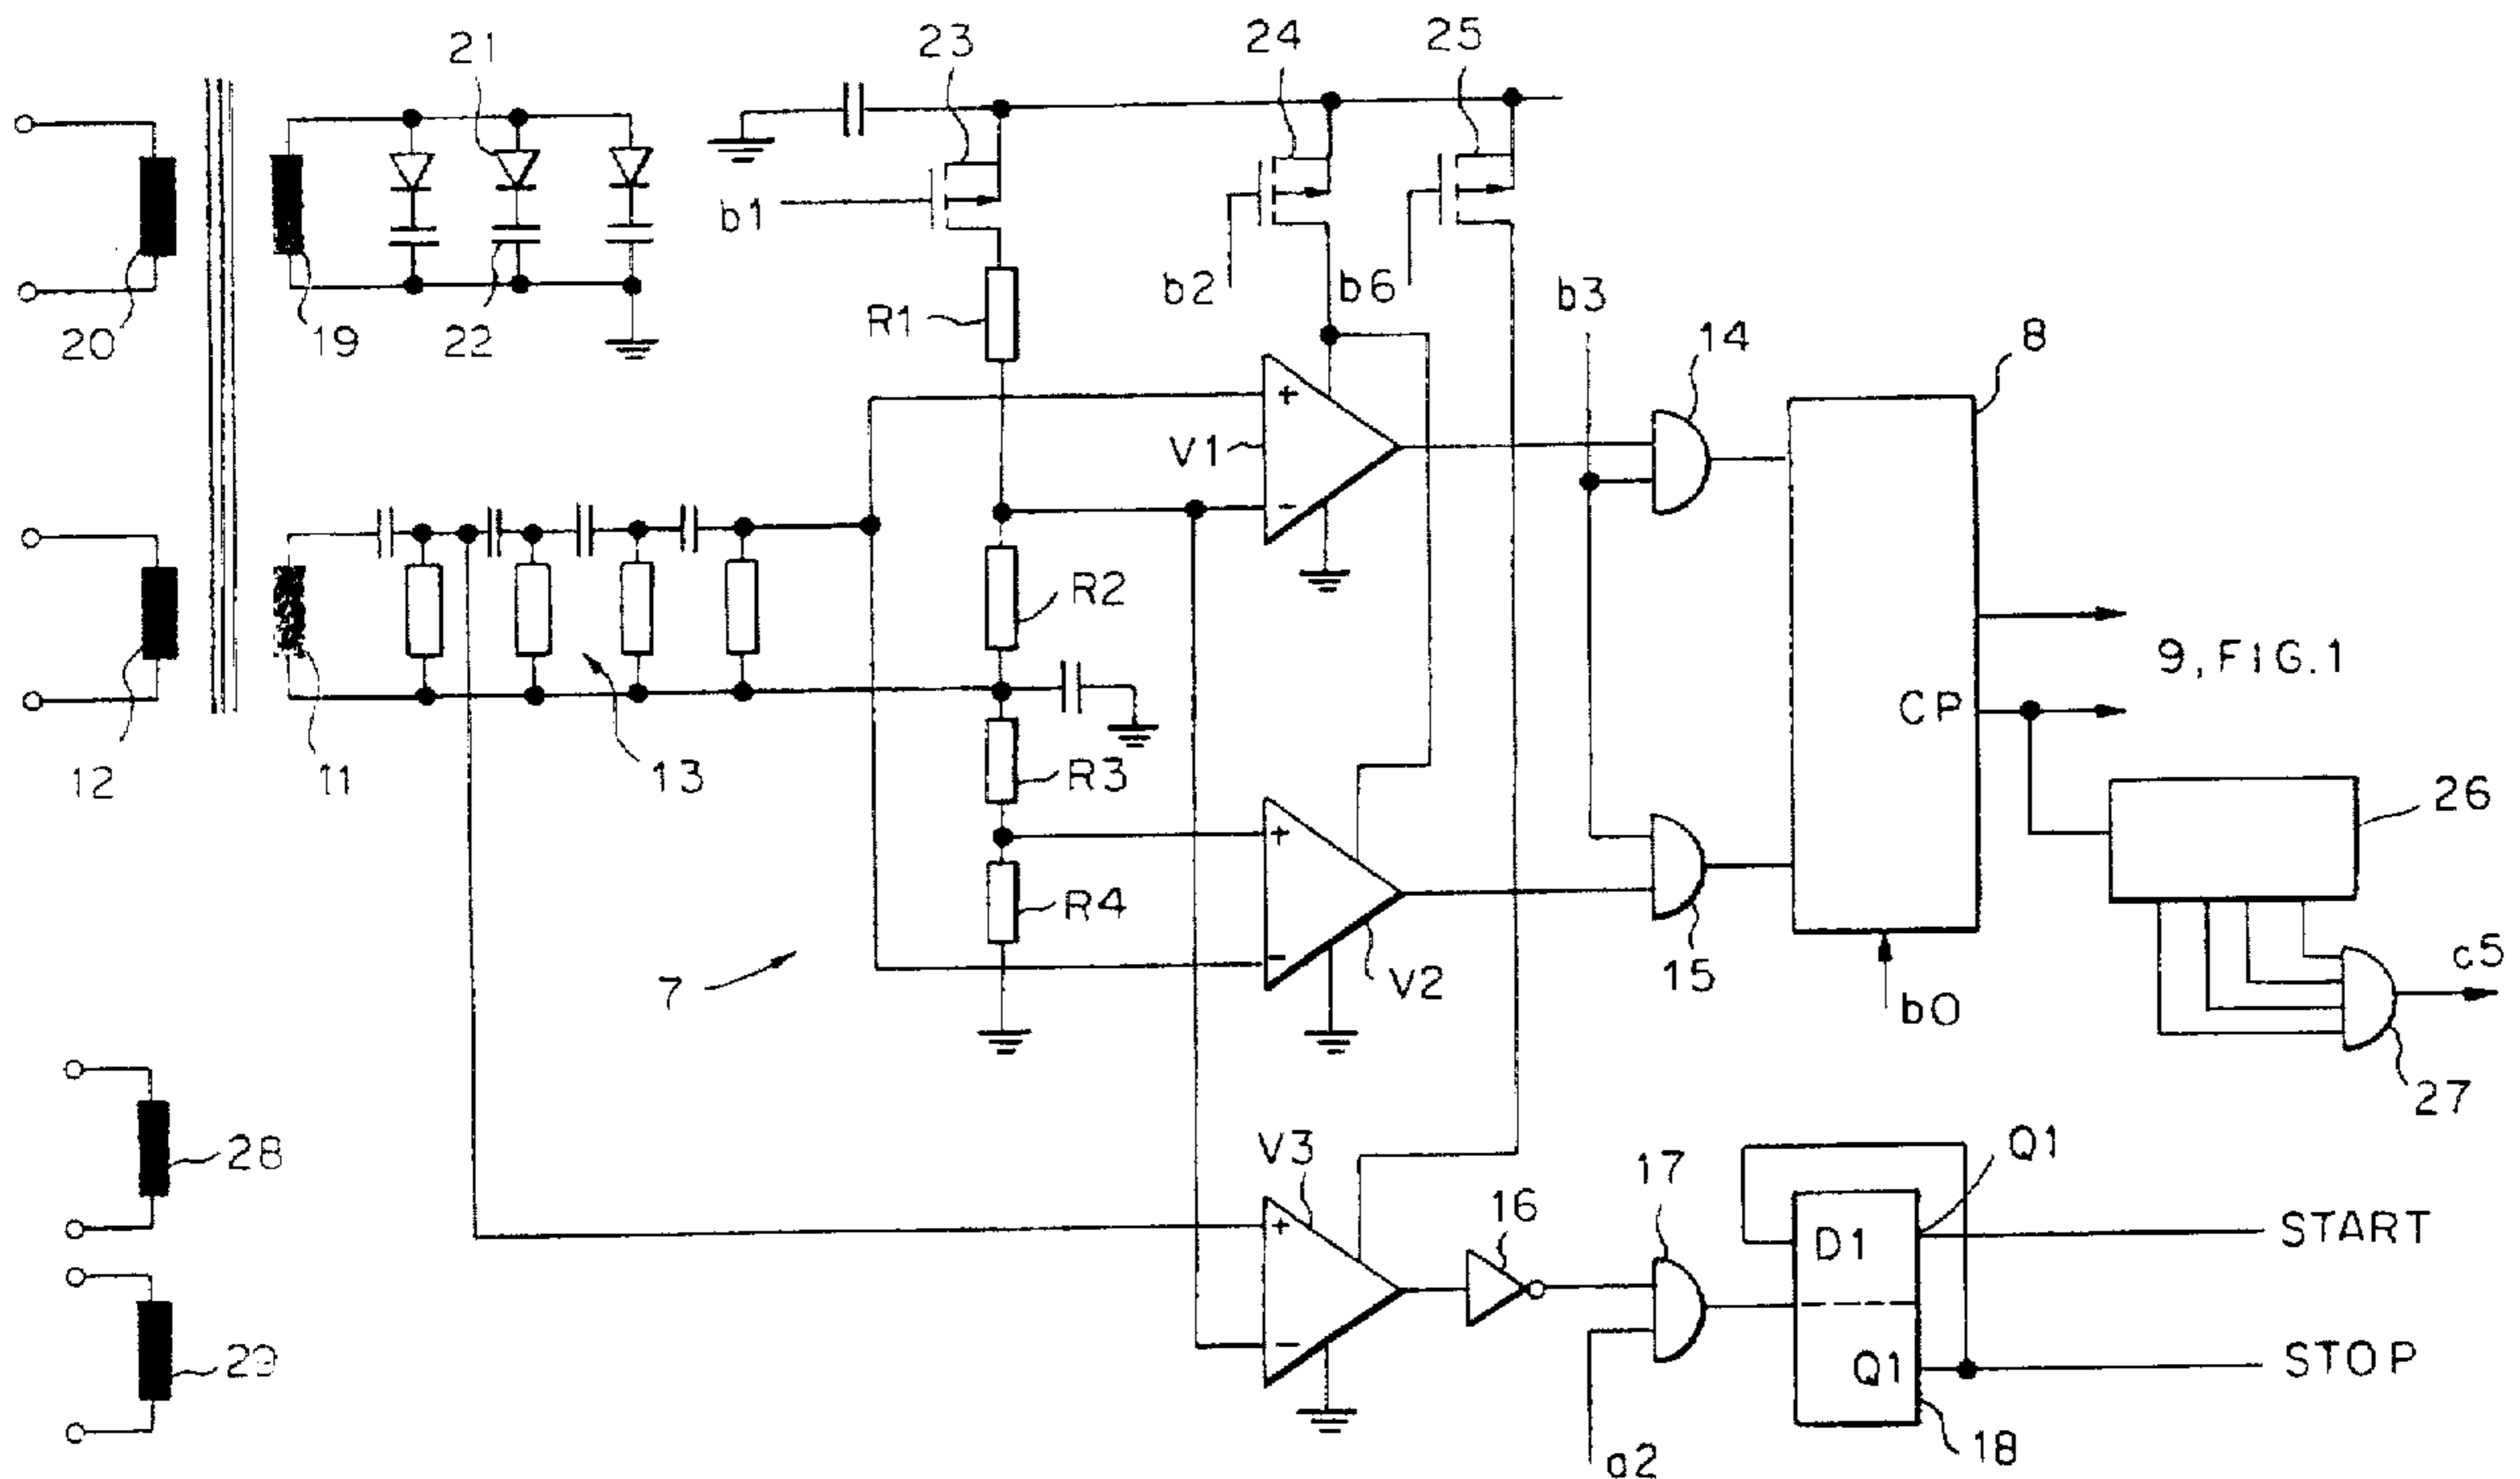 21
23
24
25
b1
b2
b6
b3
20
19
22
R1
14
8
+
V1
-
R2
9, FIG. 1
CP
12
11
13
R3
26
+
R4
-
V2
7
15
b0
c5
27
28
V3
17
Q1
+
16
D1
START
29
-
Q1
STOP
a2
18